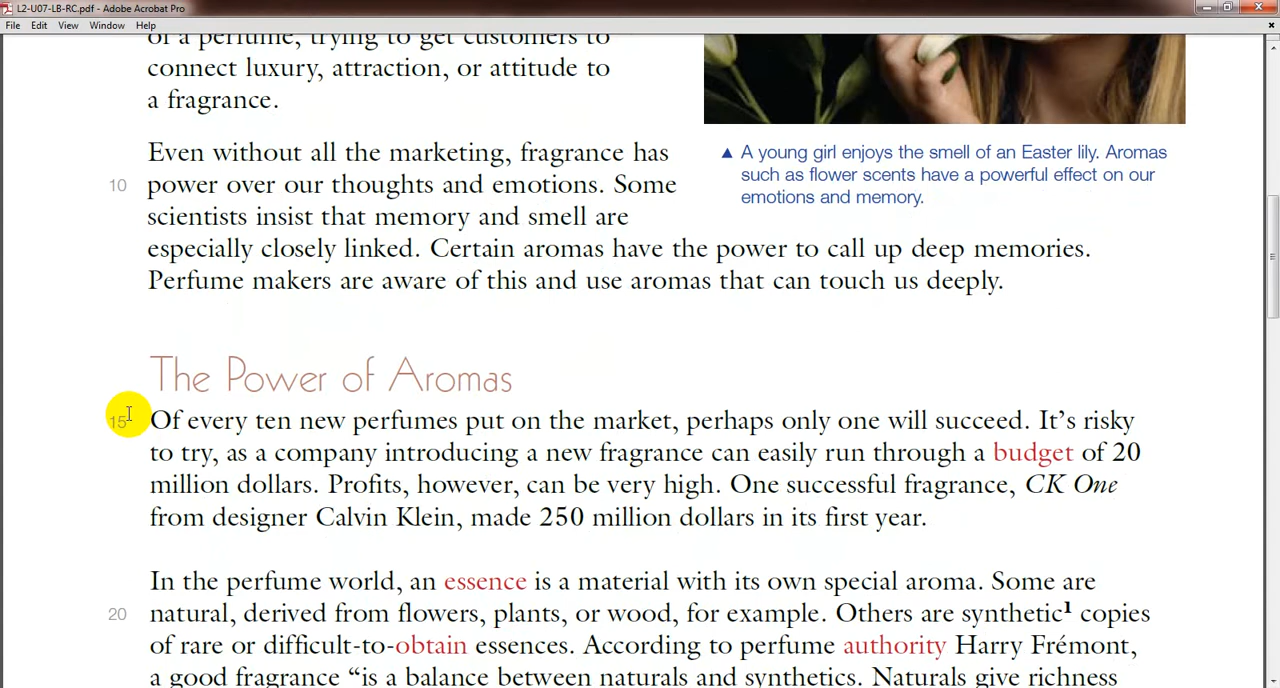 L2-U07-LB-RC.pdf - Adobe Acrobat Pro
File Edit View Window Help
of a perfume, trying to get customers to
connect luxury, attraction, or attitude to
a fragrance.
Even without all the marketing, fragrance has
10 power over our thoughts and emotions. Some
scientists insist that memory and smell are
especially closely linked. Certain aromas have the power to call up deep memories.
Perfume makers are aware of this and use aromas that can touch us deeply.
▲ A young girl enjoys the smell of an Easter lily. Aromas
such as flower scents have a powerful effect on our
emotions and memory.
The Power of Aromas
15 Of every ten new perfumes put on the market, perhaps only one will succeed. It's risky
to try, as a company introducing a new fragrance can easily run through a budget of 20
million dollars. Profits, however, can be very high. One successful fragrance, CK One
from designer Calvin Klein, made 250 million dollars in its first year.
In the perfume world, an essence is a material with its own special aroma. Some are
20 natural, derived from flowers, plants, or wood, for example. Others are synthetic¹ copies
of rare or difficult-to-obtain essences. According to perfume authority Harry Frémont,
a good fragrance “is a balance between naturals and synthetics. Naturals give richness